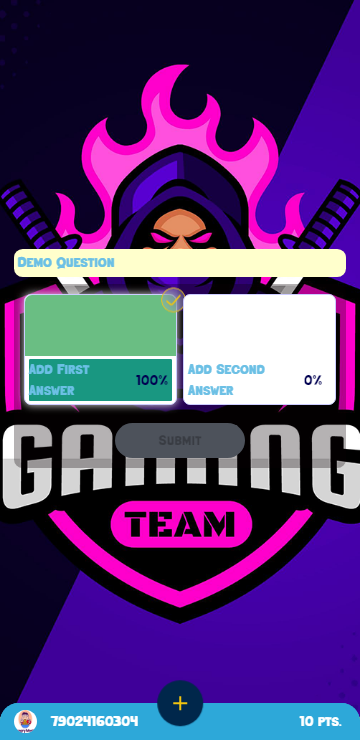 Demo Question
Add First
Answer
100%
Add Second
Answer
0%
Submit
GAMING
TEAM
79024160304
10 PTS.